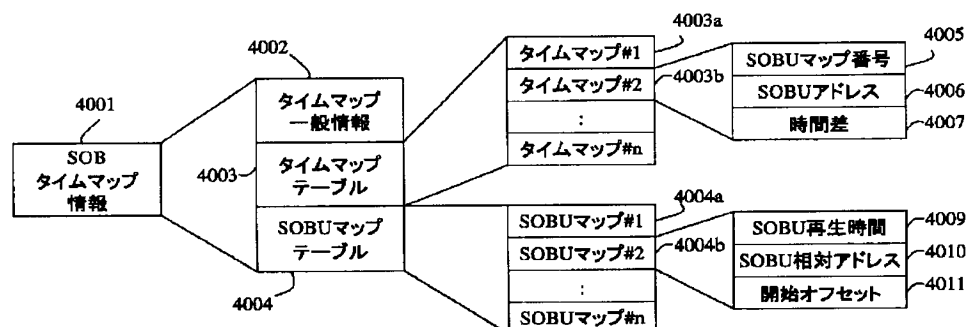 4001
SOB
タイムマップ
情報
4002
タイムマップ
一般情報
4003
タイムマップ
テーブル
SOBUマップ
テーブル
4004
4003a
タイムマップ#1
タイムマップ#2
4003b
:
タイムマップ#n
4005
SOBUマップ番号
SOBUアドレス
4006
時間差
4007
4004a
SOBUマップ#1
SOBUマップ#2
4004b
:
SOBUマップ#n
SOBU再生時間
4009
SOBU相対アドレス
4010
開始オフセット
4011